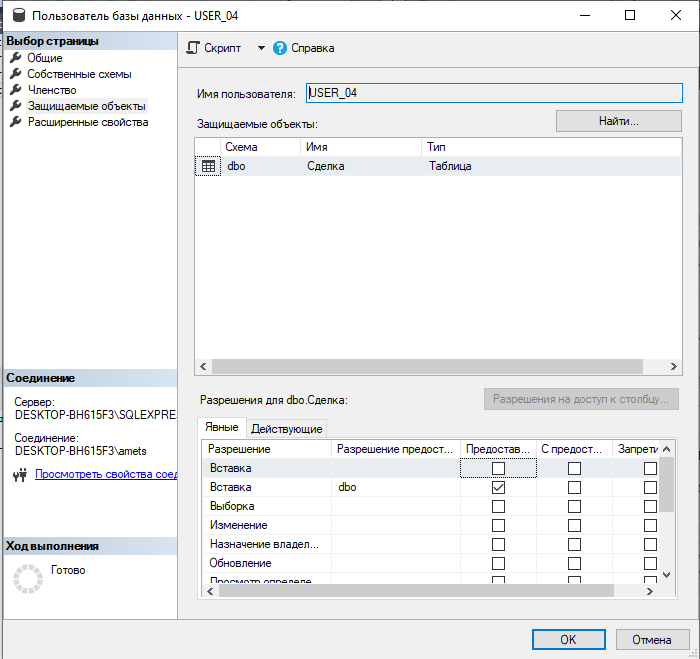 Пользователь базы данных - USER_04
Выбор страницы
Общие
Собственные схемы
Членство
Защищаемые объекты
Расширенные свойства
Скрипт
Справка
Имя пользователя: USER_04
Защищаемые объекты:
Найти...
Схема Имя Тип
dbo Сделка Таблица
Соединение
Сервер:
DESKTOP-BH615F3\SQLEXPRE
Соединение:
DESKTOP-BH615F3\amets
Просмотреть свойства соед
Ход выполнения
Готово
Разрешения для dbo.Сделка:
Разрешения на доступ к столбцу...
Явные Действующие
Разрешение Разрешение предост... Предостав... С предост... Запрети
Вставка
Вставка dbo
Выборка
Изменение
Назначение владел...
Обновление
Просмотр определе
OK
Отмена